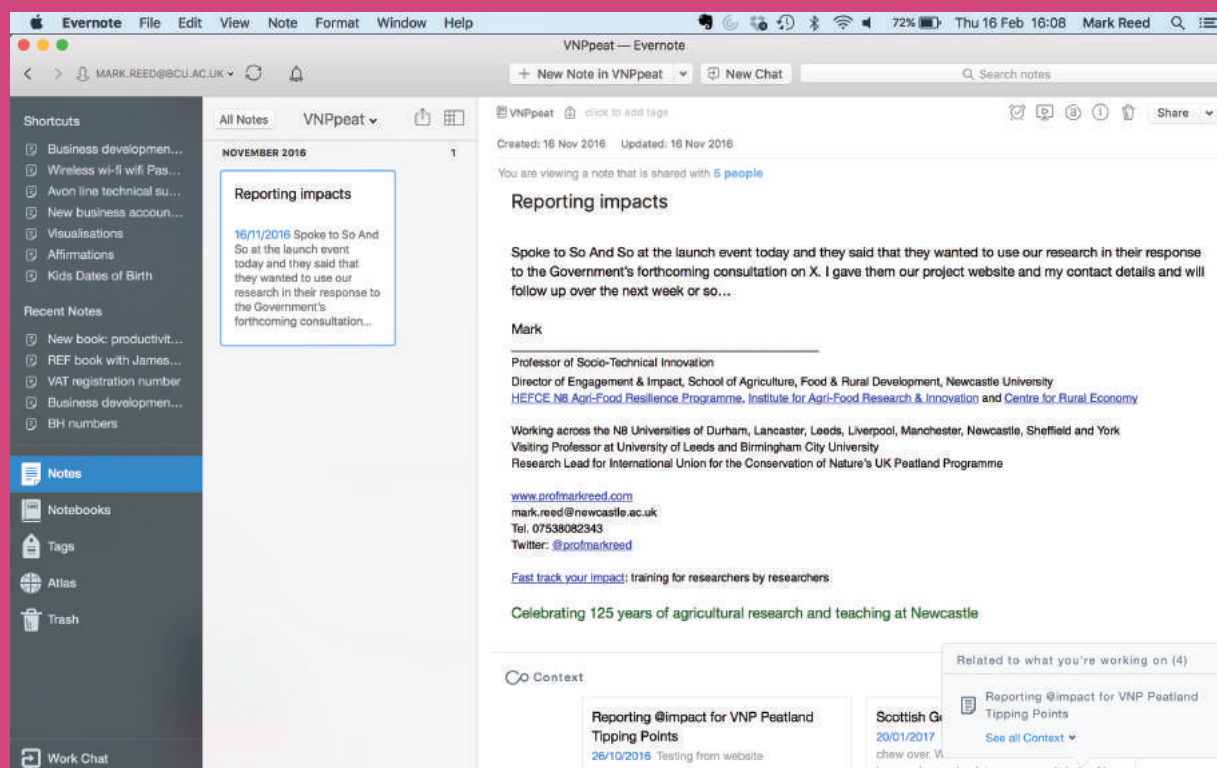 Evernote File Edit View Note Format Window Help 72% Thu 16 Feb 16:08 Mark Reed
VNPpeat — Evernote
MARK.REED@BCU.AC.UK
+ New Note in VNPpeat
New Chat
Search notes
Shortcuts
Business developmen...
Wireless wi-fi wifi Pas...
Avon line technical su...
New business accoun...
Visualisations
Affirmations
Kids Dates of Birth
Recent Notes
New book: productivit...
REF book with James...
VAT registration number
Business developmen...
BH numbers
Notes
Notebooks
Tags
Atlas
Trash
Work Chat
All Notes VNPpeat
NOVEMBER 2016 1
Reporting impacts
16/11/2016 Spoke to So And
So at the launch event
today and they said that
they wanted to use our
research in their response to
the Government's
forthcoming consultation...
VNPpeat click to add tags
Share
Created: 16 Nov 2016 Updated: 16 Nov 2016
You are viewing a note that is shared with 5 people
Reporting impacts
Spoke to So And So at the launch event today and they said that they wanted to use our research in their response
to the Government's forthcoming consultation on X. I gave them our project website and my contact details and will
follow up over the next week or so...
Mark
Professor of Socio-Technical Innovation
Director of Engagement & Impact, School of Agriculture, Food & Rural Development, Newcastle University
HEFCE N8 Agri-Food Resilience Programme, Institute for Agri-Food Research & Innovation and Centre for Rural Economy
Working across the N8 Universities of Durham, Lancaster, Leeds, Liverpool, Manchester, Newcastle, Sheffield and York
Visiting Professor at University of Leeds and Birmingham City University
Research Lead for International Union for the Conservation of Nature's UK Peatland Programme
www.profmarkreed.com
mark.reed@newcastle.ac.uk
Tel. 07538082343
Twitter: @profmarkreed
Fast track your impact: training for researchers by researchers
Celebrating 125 years of agricultural research and teaching at Newcastle
Context
Reporting @impact for VNP Peatland
Tipping Points
26/10/2016 Testing from website
Scottish G
20/01/2017
chew over. W
Related to what you're working on (4)
Reporting @impact for VNP Peatland
Tipping Points
See all Context